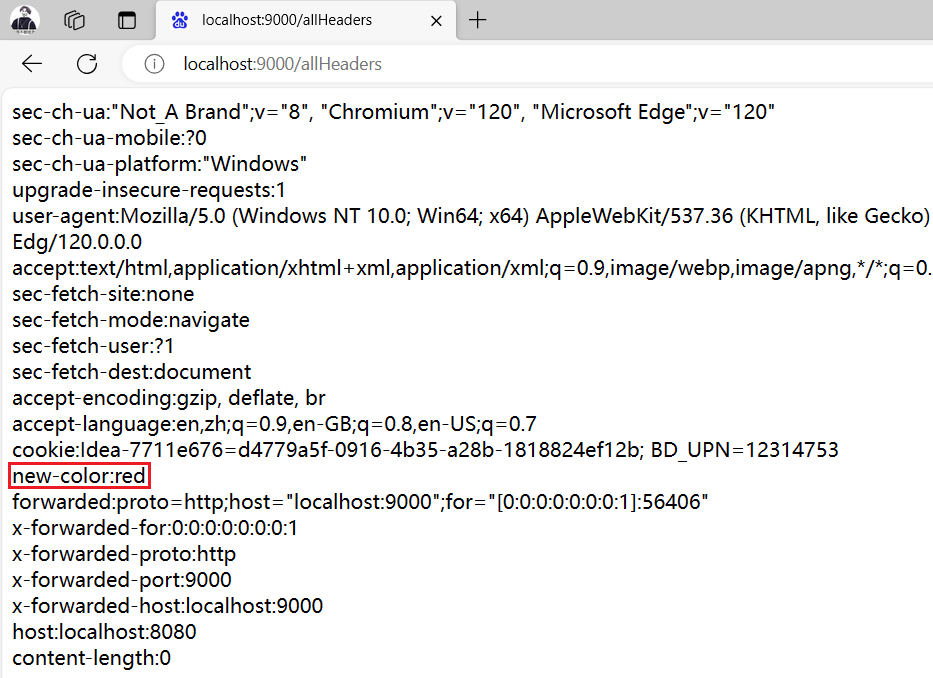 localhost:9000/allHeaders
localhost:9000/allHeaders
sec-ch-ua:"Not_A Brand";v="8", "Chromium";v="120", "Microsoft Edge";v="120"
sec-ch-ua-mobile:?0
sec-ch-ua-platform:"Windows"
upgrade-insecure-requests:1
user-agent:Mozilla/5.0 (Windows NT 10.0; Win64; x64) AppleWebKit/537.36 (KHTML, like Gecko)
Edg/120.0.0.0
accept:text/html,application/xhtml+xml,application/xml;q=0.9,image/webp,image/apng,*/*;q=0.
sec-fetch-site:none
sec-fetch-mode:navigate
sec-fetch-user:?1
sec-fetch-dest:document
accept-encoding:gzip, deflate, br
accept-language:en,zh;q=0.9,en-GB;q=0.8,en-US;q=0.7
cookie:Idea-7711e676=d4779a5f-0916-4b35-a28b-1818824ef12b; BD_UPN=12314753
new-color:red
forwarded:proto=http;host="localhost:9000";for="[0:0:0:0:0:0:0:1]:56406"
x-forwarded-for:0:0:0:0:0:0:0:1
x-forwarded-proto:http
x-forwarded-port:9000
x-forwarded-host:localhost:9000
host:localhost:8080
content-length:0